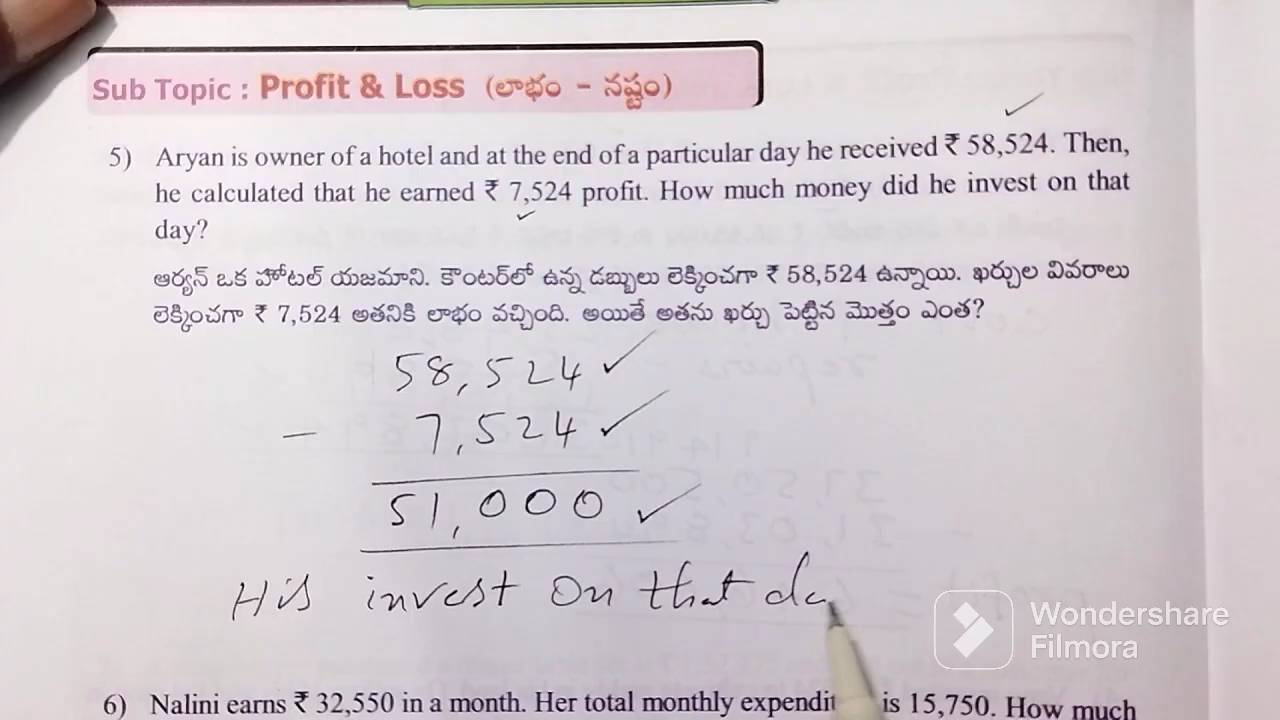 Sub Topic : Profit & Loss (లాభం - నష్టం)
5) Aryan is owner of a hotel and at the end of a particular day he received ₹ 58,524. Then,
he calculated that he earned ₹ 7,524 profit. How much money did he invest on that
day?
ఆర్యన్ ఒక హోటల్ యజమాని. కౌంటర్‌లో ఉన్న డబ్బులు లెక్కించగా ₹ 58,524 ఉన్నాయి. ఖర్చుల వివరాలు
లెక్కించగా ₹ 7,524 అతనికి లాభం వచ్చింది. అయితే అతను ఖర్చు పెట్టిన మొత్తం ఎంత?
58,524 ✓
- 7,524 ✓
51,000 ✓
His invest on that da
Wondershare
Filmora
6) Nalini earns ₹ 32,550 in a month. Her total monthly expendit is 15,750. How much